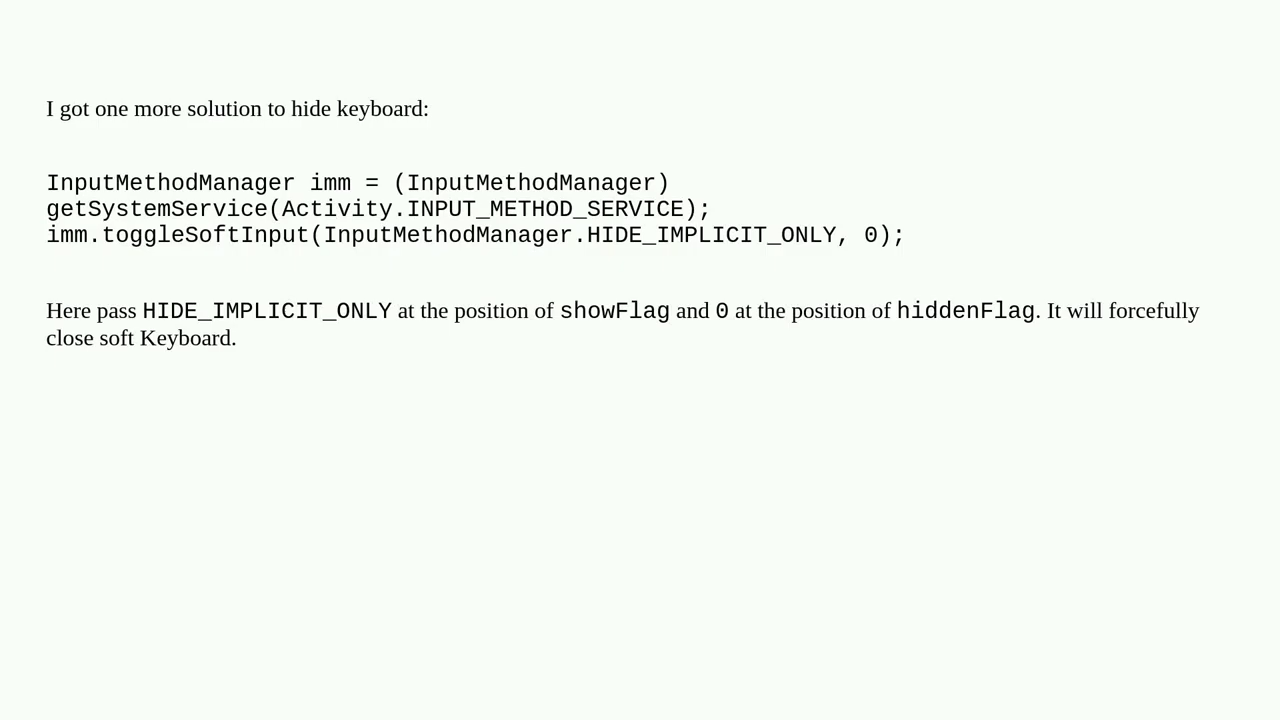 I got one more solution to hide keyboard:
InputMethodManager imm = (InputMethodManager)
getSystemService(Activity.INPUT_METHOD_SERVICE);
imm.toggleSoftInput(InputMethodManager.HIDE_IMPLICIT_ONLY, 0);
Here pass HIDE_IMPLICIT_ONLY at the position of showFlag and 0 at the position of hiddenFlag. It will forcefully
close soft Keyboard.